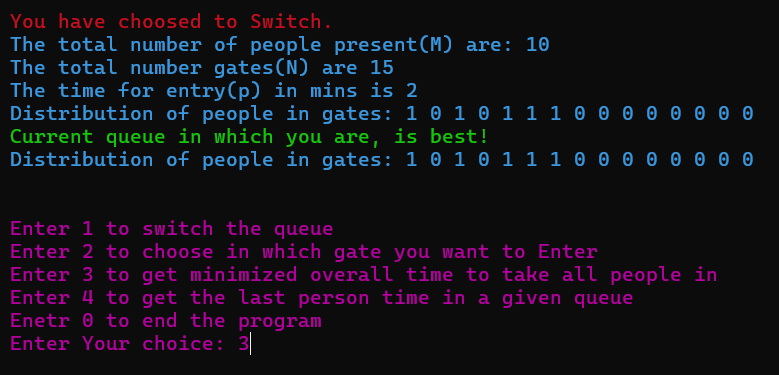 You have choosed to Switch.
The total number of people present(M) are: 10
The total number gates(N) are 15
The time for entry(p) in mins is 2
Distribution of people in gates: 1 0 1 0 1 1 1 0 0 0 0 0 0 0 0
Current queue in which you are, is best!
Distribution of people in gates: 1 0 1 0 1 1 1 0 0 0 0 0 0 0 0
Enter 1 to switch the queue
Enter 2 to choose in which gate you want to Enter
Enter 3 to get minimized overall time to take all people in
Enter 4 to get the last person time in a given queue
Enetr 0 to end the program
Enter Your choice: 3